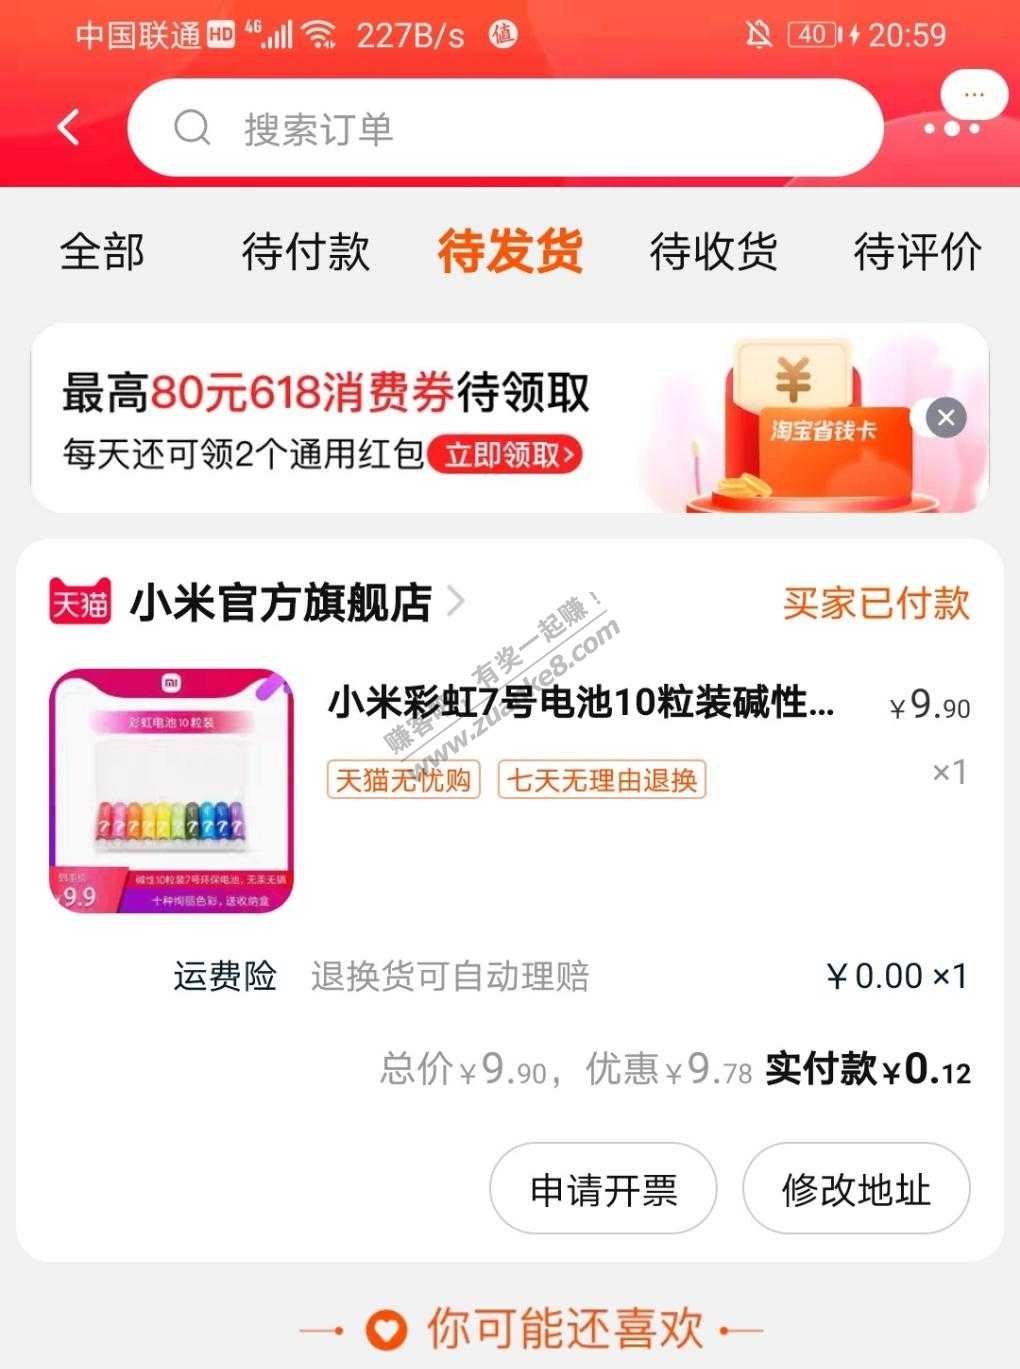 中国联通 HD 4G 227B/s 值 40 20:59
搜索订单
全部 待付款 待发货 待收货 待评价
最高80元618消费券待领取
每天还可领2个通用红包 立即领取>
淘宝省钱卡
天猫 小米官方旗舰店 > 买家已付款
小米彩虹7号电池10粒装碱性... ¥9.90
天猫无忧购 七天无理由退换 ×1
彩虹电池10粒装
到手价
¥9.9
碱性10粒装7号环保电池，无汞无镉
十种绚丽色彩，送收纳盒
运费险 退换货可自动理赔 ￥0.00 ×1
总价¥9.90，优惠¥9.78 实付款¥0.12
申请开票 修改地址
你可能还喜欢
有奖一起赚！